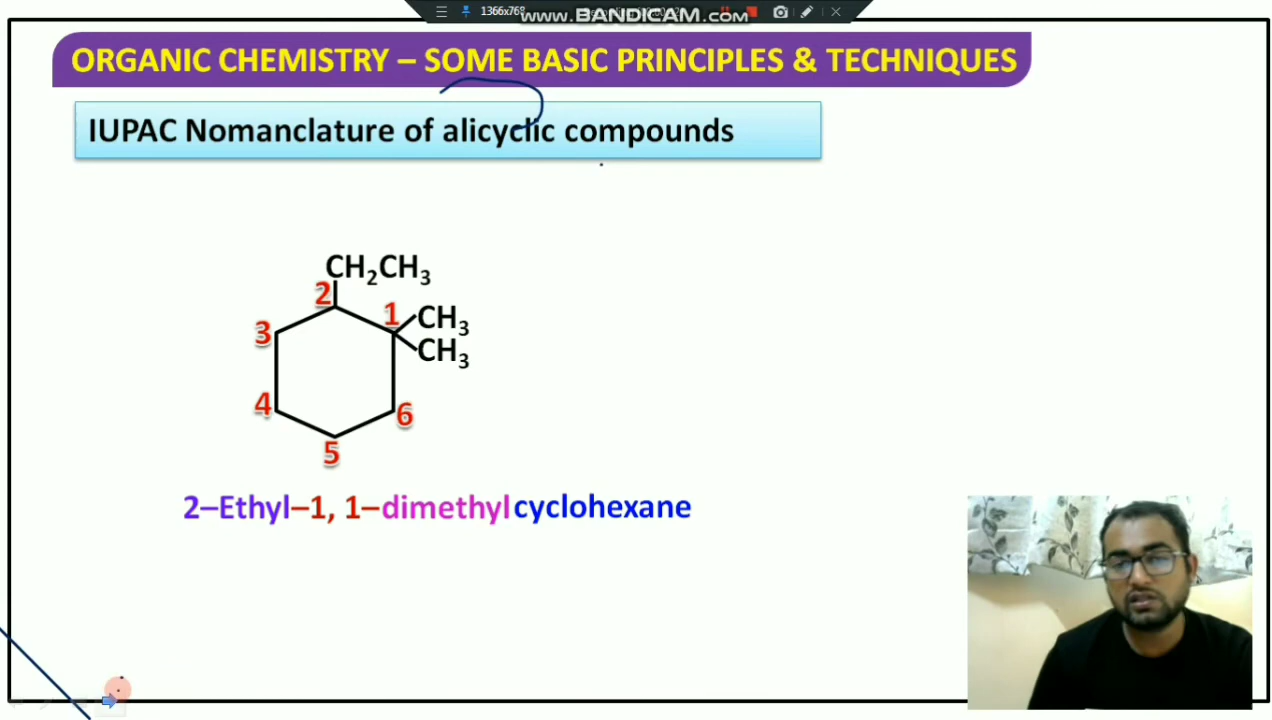 1366x768
www.BANDICAM.com
ORGANIC CHEMISTRY – SOME BASIC PRINCIPLES & TECHNIQUES
IUPAC Nomanclature of alicyclic compounds
CH₂CH₃
2
1 CH₃
3
CH₃
4
6
5
2–Ethyl–1, 1–dimethylcyclohexane